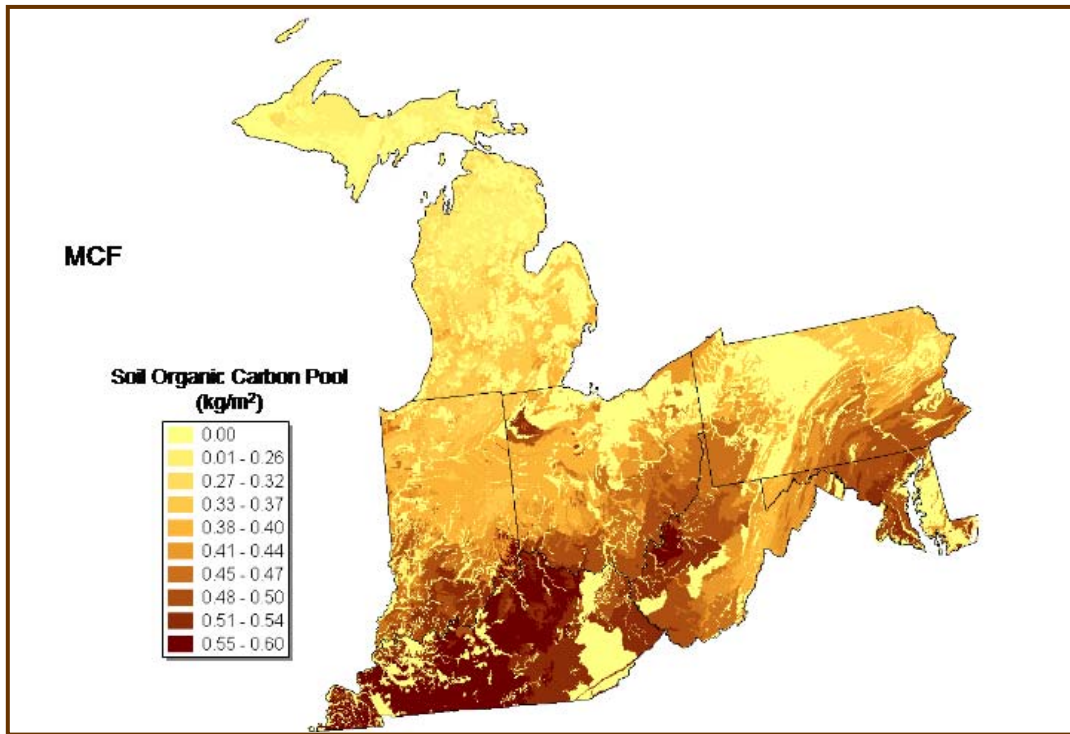 MCF
Soil Organic Carbon Pool
(kg/m²)
0.00
0.01 - 0.26
0.27 - 0.32
0.33 - 0.37
0.38 - 0.40
0.41 - 0.44
0.45 - 0.47
0.48 - 0.50
0.51 - 0.54
0.55 - 0.60